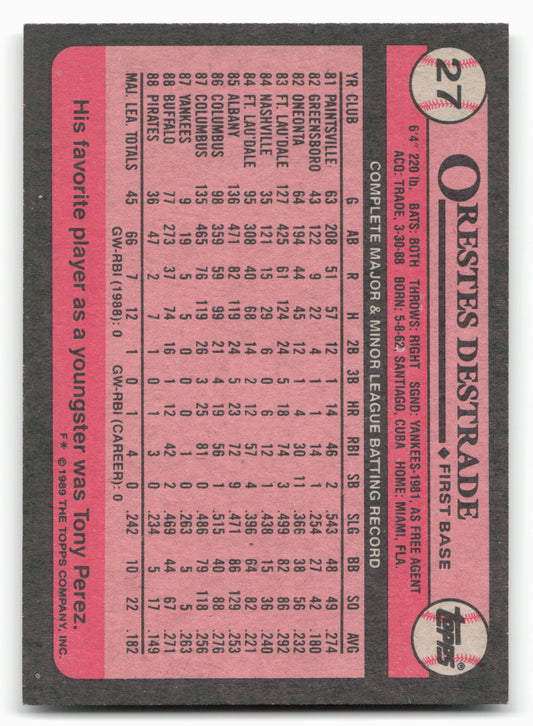 27
ORESTES DESTRADE
◆ FIRST BASE
topps®
6'4" 220 lb. BATS: BOTH THROWS: RIGHT SGND: YANKEES-1981, AS FREE AGENT
ACQ: TRADE, 3-30-88 BORN: 5-8-62, SANTIAGO, CUBA HOME: MIAMI, FLA.
COMPLETE MAJOR & MINOR LEAGUE BATTING RECORD
YR CLUB G AB R H 2B 3B HR RBI SB SLG BB SO AVG
81 PAINTSVILLE 63 208 51 57 12 1 14 46 2 .543 48 49 .274
82 GREENSBORO 43 122 9 22 4 1 1 4 1 .254 27 42 .180
82 ONEONTA 64 194 44 45 12 1 4 30 11 .366 38 56 .232
83 FT. LAUD'ALE 127 425 61 124 24 5 18 74 3 .499 82 86 .292
84 NASHVILLE 35 121 15 29 6 0 6 12 2 .438 15 36 .240
84 FT. LAUD'ALE 95 308 40 68 14 2 12 57 4 .396 64 82 .221
85 ALBANY 136 471 82 119 24 5 23 72 9 .471 86 129 .253
86 COLUMBUS 98 359 59 99 21 4 19 56 1 .515 40 88 .276
87 COLUMBUS 135 465 76 119 26 3 25 81 0 .486 79 118 .256
87 YANKEES 9 19 5 5 0 0 0 1 0 .263 5 5 .263
88 BUFFALO 77 273 37 74 16 1 12 42 2 .469 44 67 .271
88 PIRATES 36 47 2 7 1 0 1 3 0 .234 5 17 .149
MAJ. LEA. TOTALS 45 66 7 12 1 0 1 4 0 .242 10 22 .182
GW-RBI (1988): 0 GW-RBI (CAREER): 0
His favorite player as a youngster was Tony Perez.
F* © 1989 THE TOPPS COMPANY, INC.